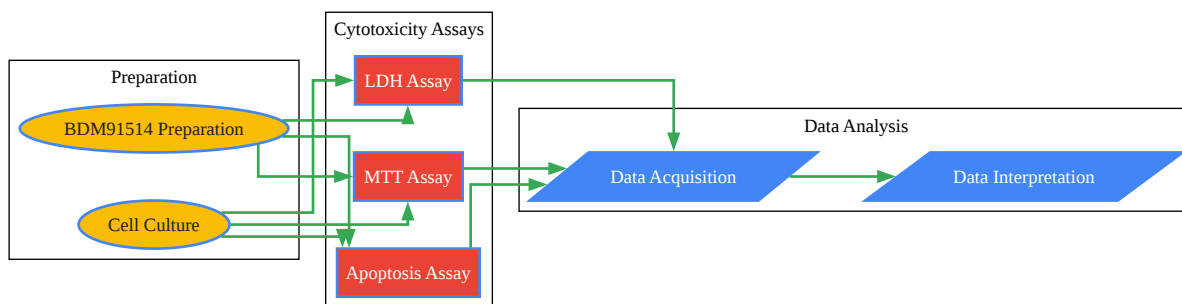 Preparation
BDM91514 Preparation
Cell Culture
Cytotoxicity Assays
LDH Assay
MTT Assay
Apoptosis Assay
Data Analysis
Data Acquisition
Data Interpretation